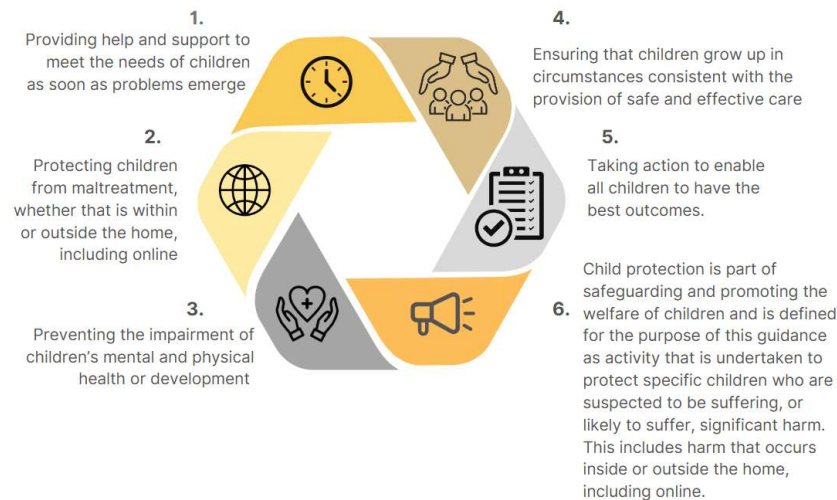 1.
Providing help and support to
meet the needs of children
as soon as problems emerge
2.
Protecting children
from maltreatment,
whether that is within
or outside the home,
including online
3.
Preventing the impairment of
children’s mental and physical
health or development
4.
Ensuring that children grow up in
circumstances consistent with the
provision of safe and effective care
5.
Taking action to enable
all children to have the
best outcomes.
6.
Child protection is part of
safeguarding and promoting the
welfare of children and is defined
for the purpose of this guidance
as activity that is undertaken to
protect specific children who are
suspected to be suffering, or
likely to suffer, significant harm.
This includes harm that occurs
inside or outside the home,
including online.